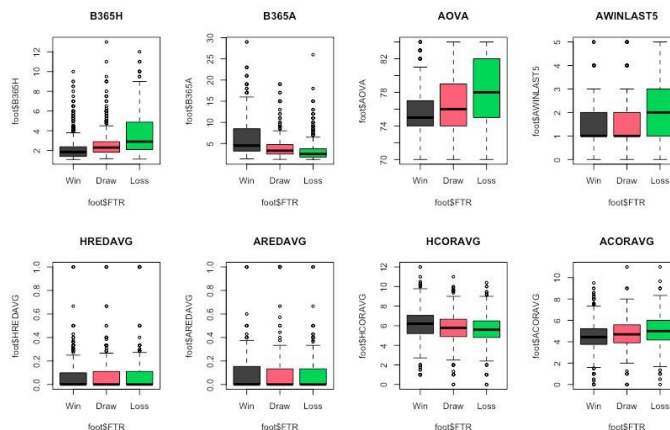 B365H
B365A
AOVA
AWINLAST5
foot$B365H
2 4 6 8 10 12
Win Draw Loss
foot$FTR
foot$B365A
5 10 15 20 25 30
Win Draw Loss
foot$FTR
foot$AOVA
70 74 78 82
Win Draw Loss
foot$FTR
foot$AWINLAST5
0 1 2 3 4 5
Win Draw Loss
foot$FTR
HREDAVG
AREDAVG
HCORAVG
ACORAVG
foot$HREDAVG
0.0 0.2 0.4 0.6 0.8 1.0
Win Draw Loss
foot$FTR
foot$AREDAVG
0.0 0.2 0.4 0.6 0.8 1.0
Win Draw Loss
foot$FTR
foot$HCORAVG
0 2 4 6 8 10 12
Win Draw Loss
foot$FTR
foot$ACORAVG
0 2 4 6 8 10
Win Draw Loss
foot$FTR